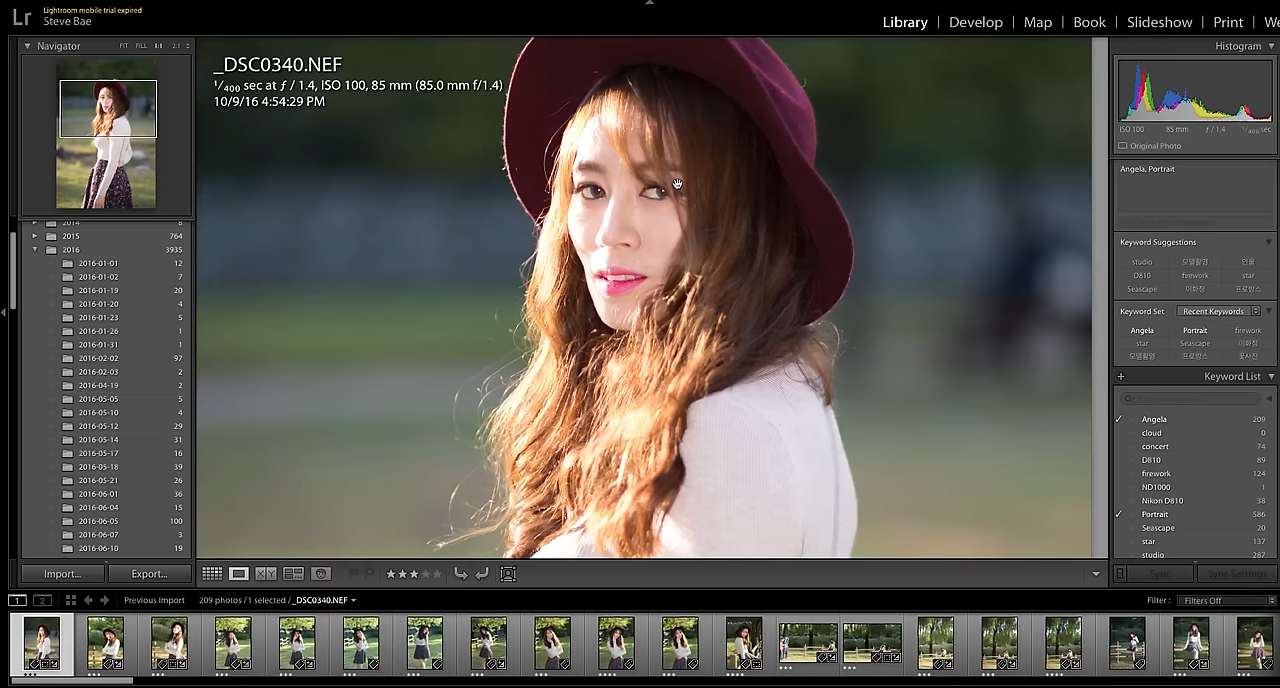 Lr
Lightroom mobile trial expired
Steve Bae
Library | Develop | Map | Book | Slideshow | Print | We
Navigator FIT FILL 1:1 2:1
_DSC0340.NEF
1/400 sec at ƒ / 1.4, ISO 100, 85 mm (85.0 mm f/1.4)
10/9/16 4:54:29 PM
Histogram
ISO 100 85 mm ƒ / 1.4 1/400 sec
Original Photo
Angela, Portrait
Keyword Suggestions
studio 모델촬영 인물
D810 firework star
Seascape 이화정 프로방스
Keyword Set Recent Keywords
Angela Portrait firework
star Seascape 이화정
모델촬영 프로방스 꽃사진
+ Keyword List
Angela 209
cloud 0
concert 74
D810 89
firework 124
ND1000 1
Nikon D810 38
Portrait 586
Seascape 20
star 137
studio 287
Sync Sync Settings
2014 8
2015 764
2016 3935
2016-01-01 12
2016-01-02 7
2016-01-19 20
2016-01-20 4
2016-01-23 5
2016-01-26 1
2016-01-31 1
2016-02-02 97
2016-02-03 2
2016-04-19 2
2016-05-05 5
2016-05-10 4
2016-05-12 29
2016-05-14 31
2016-05-17 16
2016-05-18 39
2016-05-21 26
2016-06-01 36
2016-06-04 15
2016-06-05 100
2016-06-07 3
2016-06-10 19
Import... Export...
X Y
1 2 Previous Import 209 photos / 1 selected / _DSC0340.NEF
Filter : Filters Off